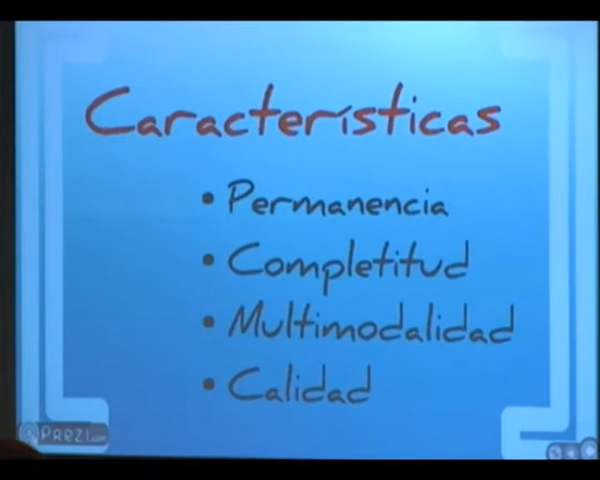 Características
• Permanencia
• Completitud
• Multimodalidad
• Calidad
Prezi